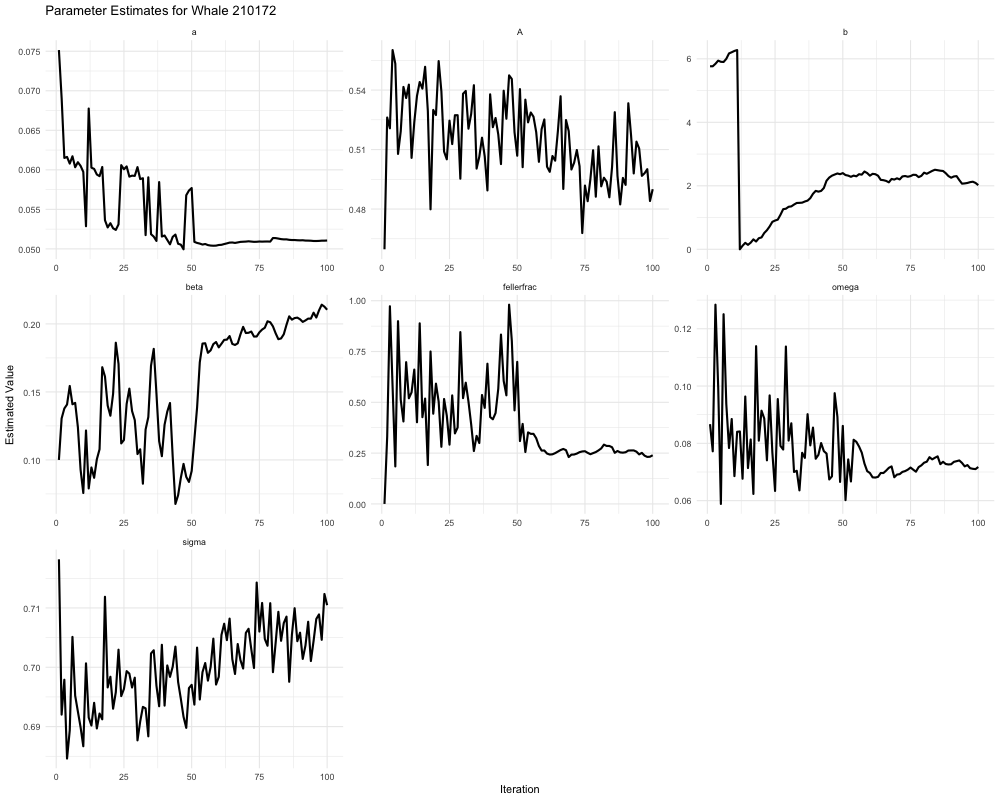 Parameter Estimates for Whale 210172
a
A
b
0.075
0.070
0.065
0.060
0.055
0.050
0.54
0.51
0.48
6
4
2
0
0 25 50 75 100
0 25 50 75 100
0 25 50 75 100
beta
fellerfrac
omega
0.20
0.15
0.10
1.00
0.75
0.50
0.25
0.00
0.12
0.10
0.08
0.06
0 25 50 75 100
0 25 50 75 100
0 25 50 75 100
sigma
0.71
0.70
0.69
0 25 50 75 100
Estimated Value
Iteration